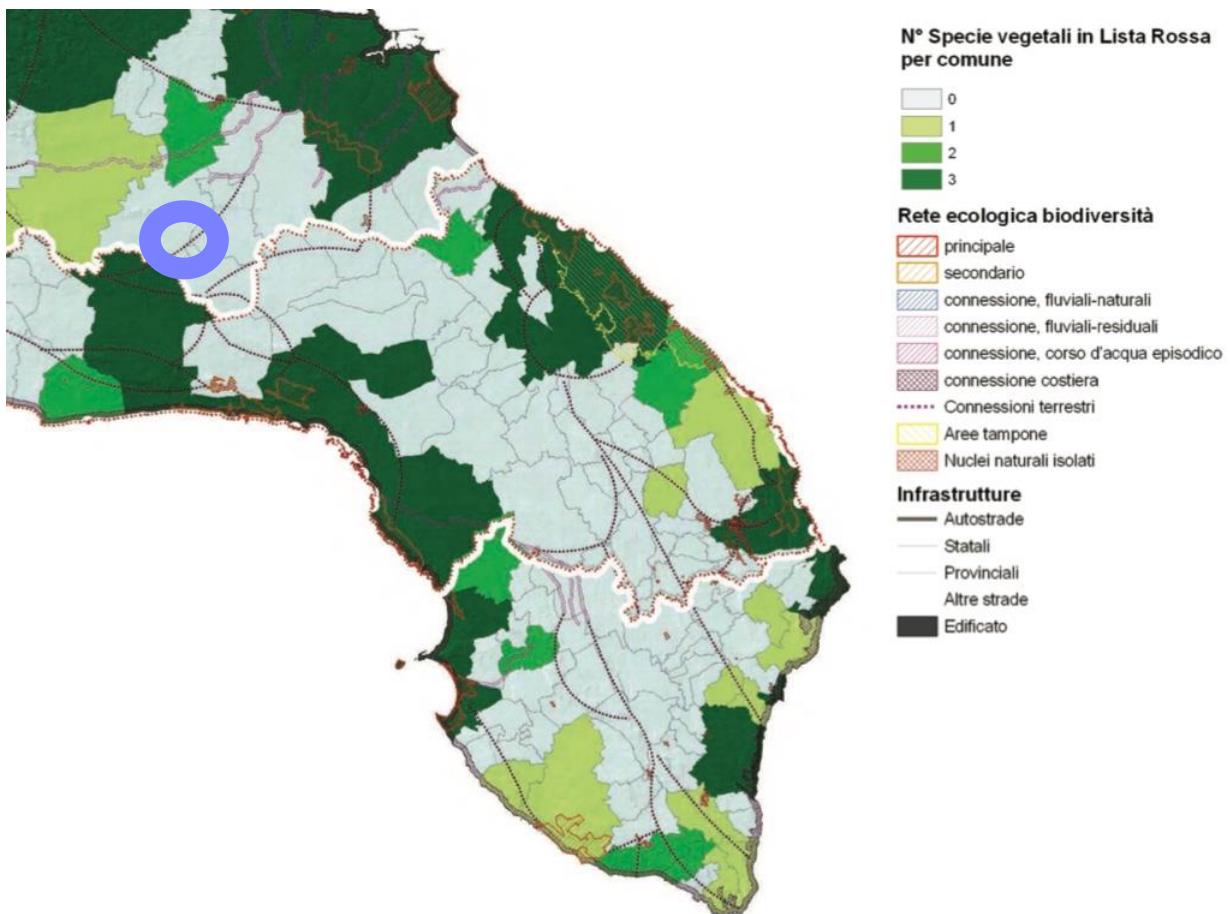 N° Specie vegetali in Lista Rossa
per comune
0
1
2
3
Rete ecologica biodiversità
principale
secondario
connessione, fluviali-naturali
connessione, fluviali-residuali
connessione, corso d'acqua episodico
connessione costiera
Connessioni terrestri
Aree tampone
Nuclei naturali isolati
Infrastrutture
Autostrade
Statali
Provinciali
Altre strade
Edificato